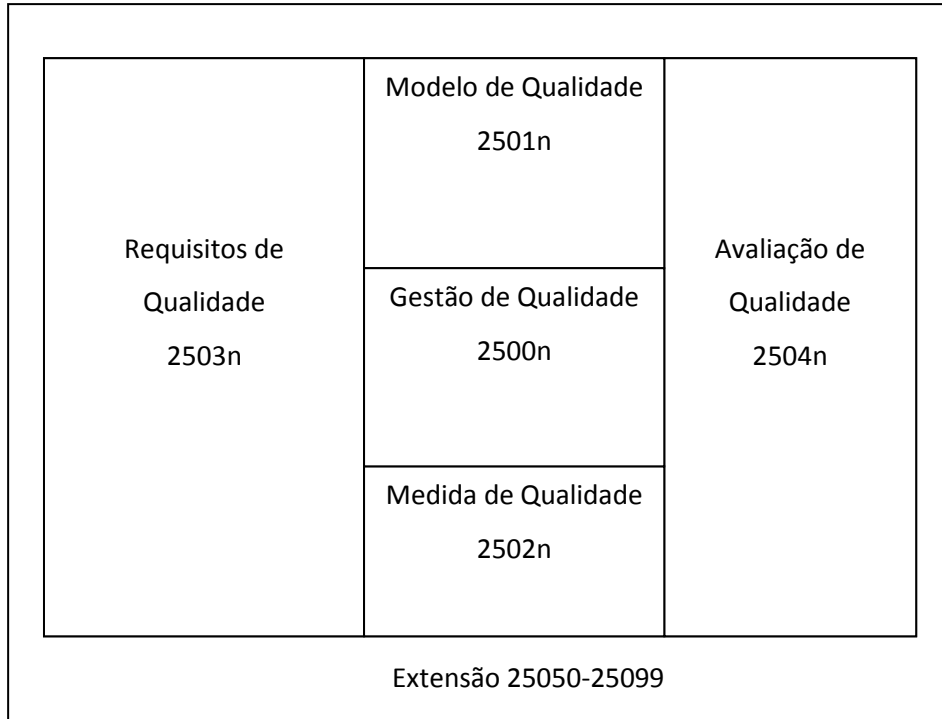 Requisitos de
Qualidade
2503n
Modelo de Qualidade
2501n
Gestão de Qualidade
2500n
Medida de Qualidade
2502n
Avaliação de
Qualidade
2504n
Extensão 25050-25099